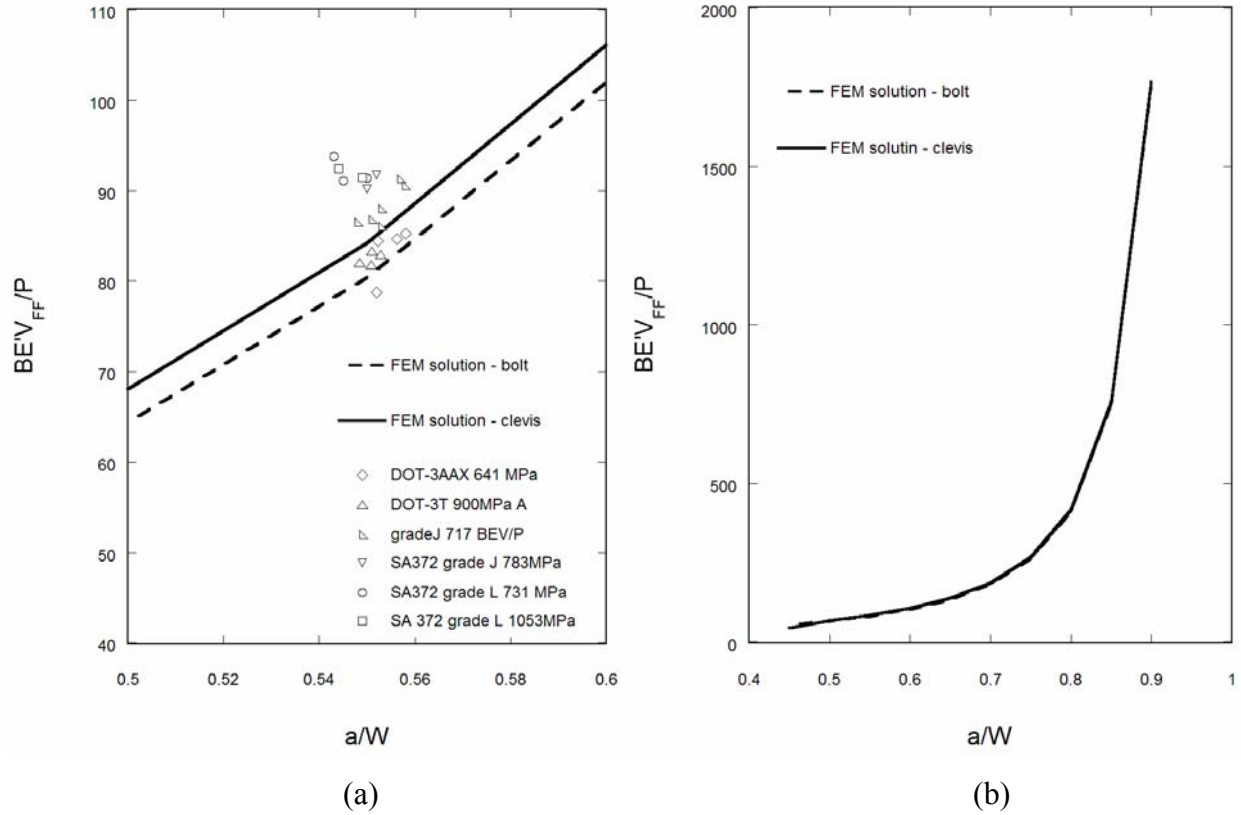 110
100
90
80
70
60
50
40
BE'V_FF/P
FEM solution - bolt
FEM solution - clevis
DOT-3AAX 641 MPa
DOT-3T 900MPa A
gradeJ 717 BEV/P
SA372 grade J 783MPa
SA372 grade L 731 MPa
SA 372 grade L 1053MPa
0.5 0.52 0.54 0.56 0.58 0.6
a/W
(a)
2000
1500
1000
500
0
BE'V_FF/P
FEM solution - bolt
FEM solutin - clevis
0.4 0.5 0.6 0.7 0.8 0.9 1
a/W
(b)